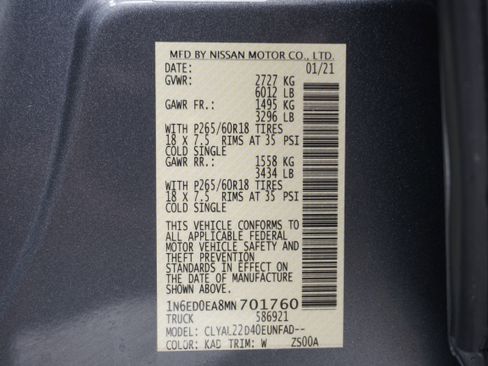 MFD BY NISSAN MOTOR CO., LTD.
DATE: 01/21
GVWR: 2727 KG
6012 LB
GAWR FR.: 1495 KG
3296 LB
WITH P265/60R18 TIRES
18 X 7.5 RIMS AT 35 PSI
COLD SINGLE
GAWR RR.: 1558 KG
3434 LB
WITH P265/60R18 TIRES
18 X 7.5 RIMS AT 35 PSI
COLD SINGLE
THIS VEHICLE CONFORMS TO
ALL APPLICABLE FEDERAL
MOTOR VEHICLE SAFETY AND
THEFT PREVENTION
STANDARDS IN EFFECT ON
THE DATE OF MANUFACTURE
SHOWN ABOVE.
1N6ED0EA8MN701760
TRUCK 586921
MODEL: CLYAL22D40EUNFAD--
COLOR: KAD TRIM: W ZS00A